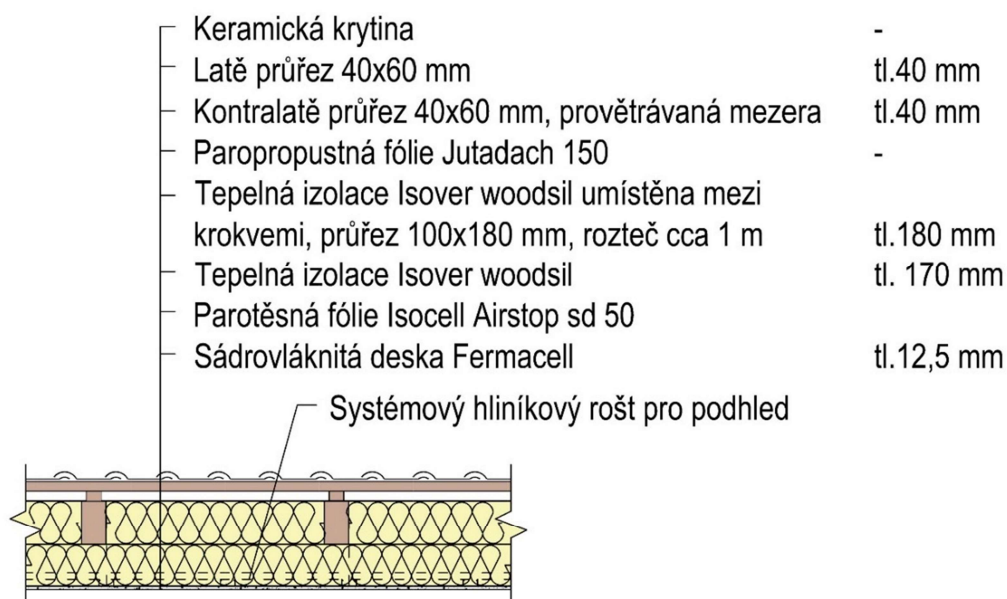 Keramická krytina -
Latě průřez 40x60 mm tl.40 mm
Kontralatě průřez 40x60 mm, provětrávaná mezera tl.40 mm
Paropropustná fólie Jutadach 150 -
Tepelná izolace Isover woodsil umístěna mezi
krokvemi, průřez 100x180 mm, rozteč cca 1 m tl.180 mm
Tepelná izolace Isover woodsil tl. 170 mm
Parotěsná fólie Isocell Airstop sd 50
Sádrovláknitá deska Fermacell tl.12,5 mm
Systémový hliníkový rošt pro podhled